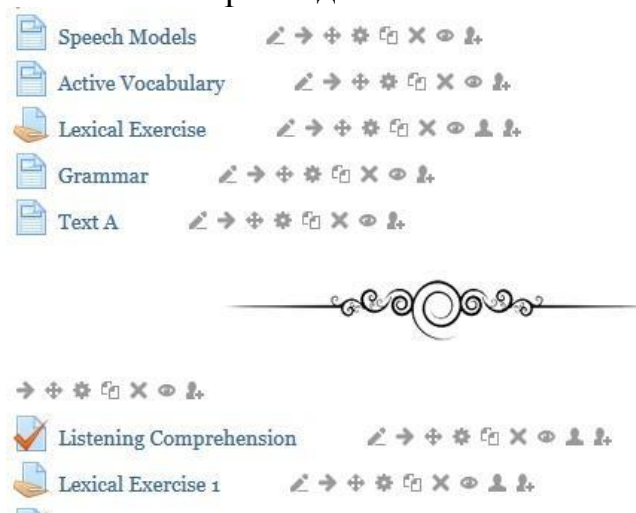 Speech Models
Active Vocabulary
Lexical Exercise
Grammar
Text A
Listening Comprehension
Lexical Exercise 1